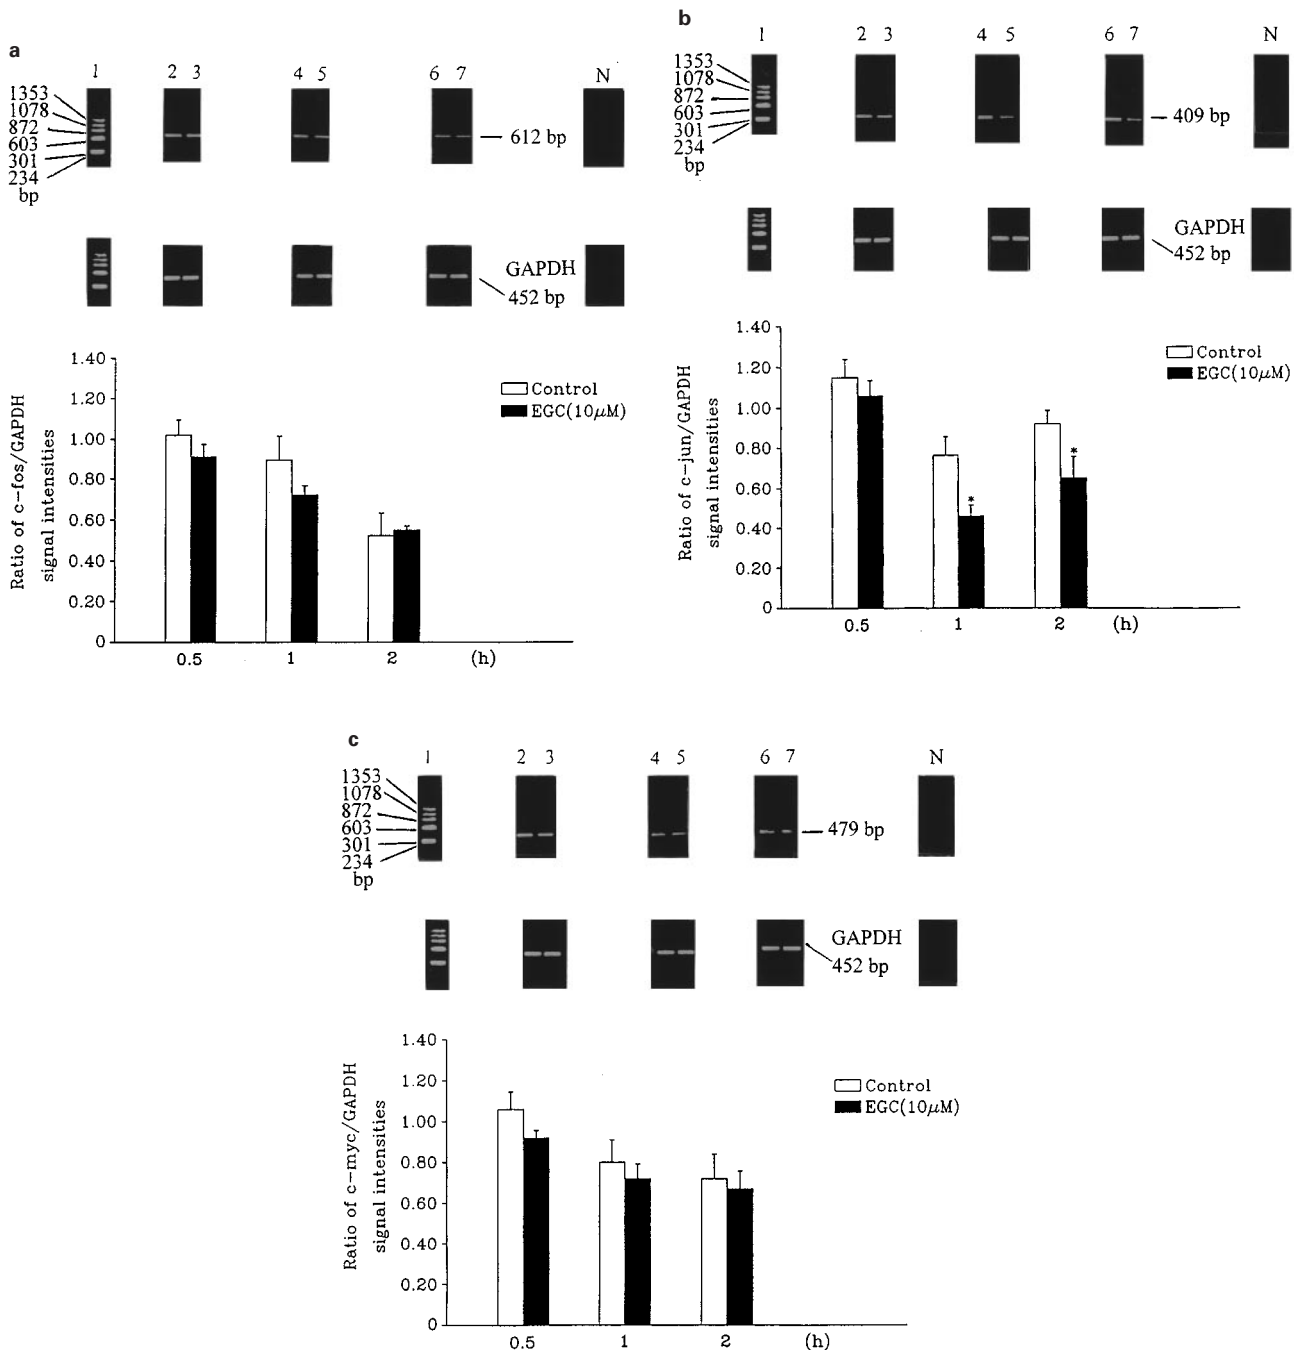 a
1
2 3
4 5
6 7
N
1353
1078
872
603
301
234
bp
612 bp
GAPDH
452 bp
Ratio of c-fos/GAPDH
signal intensities
1.40
1.20
1.00
0.80
0.60
0.40
0.20
0
Control
EGC(10µM)
0.5
1
2
(h)
b
1
2 3
4 5
6 7
N
1353
1078
872
603
301
234
bp
409 bp
GAPDH
452 bp
Ratio of c-jun/GAPDH
signal intensities
1.40
1.20
1.00
0.80
0.60
0.40
0.20
0
Control
EGC(10µM)
*
*
0.5
1
2
(h)
c
1
2 3
4 5
6 7
N
1353
1078
872
603
301
234
bp
479 bp
GAPDH
452 bp
Ratio of c-myc/GAPDH
signal intensities
1.40
1.20
1.00
0.80
0.60
0.40
0.20
0
Control
EGC(10µM)
0.5
1
2
(h)